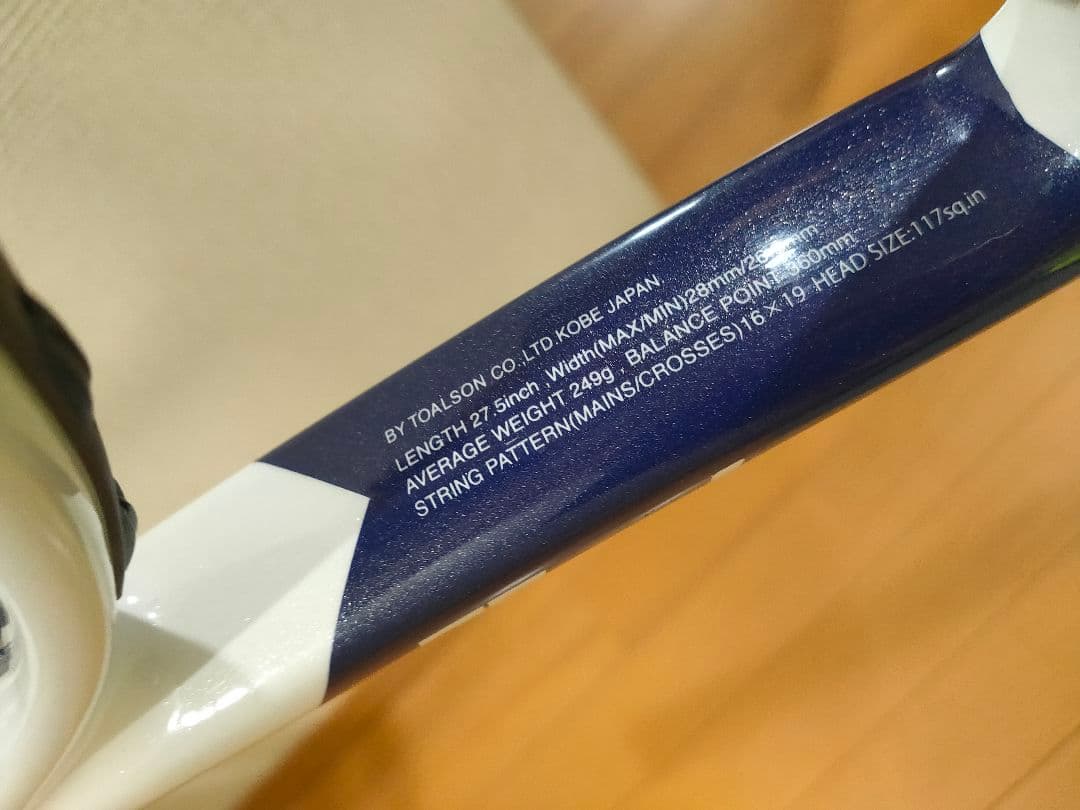 BY TOALSON CO.,LTD.KOBE JAPAN
LENGTH 27.5inch ,Width(MAX/MIN)28mm/
AVERAGE WEIGHT 249g , BALANCE POINT 360mm
STRING PATTERN(MAINS/CROSSES)16×19 HEAD SIZE:117sq.in